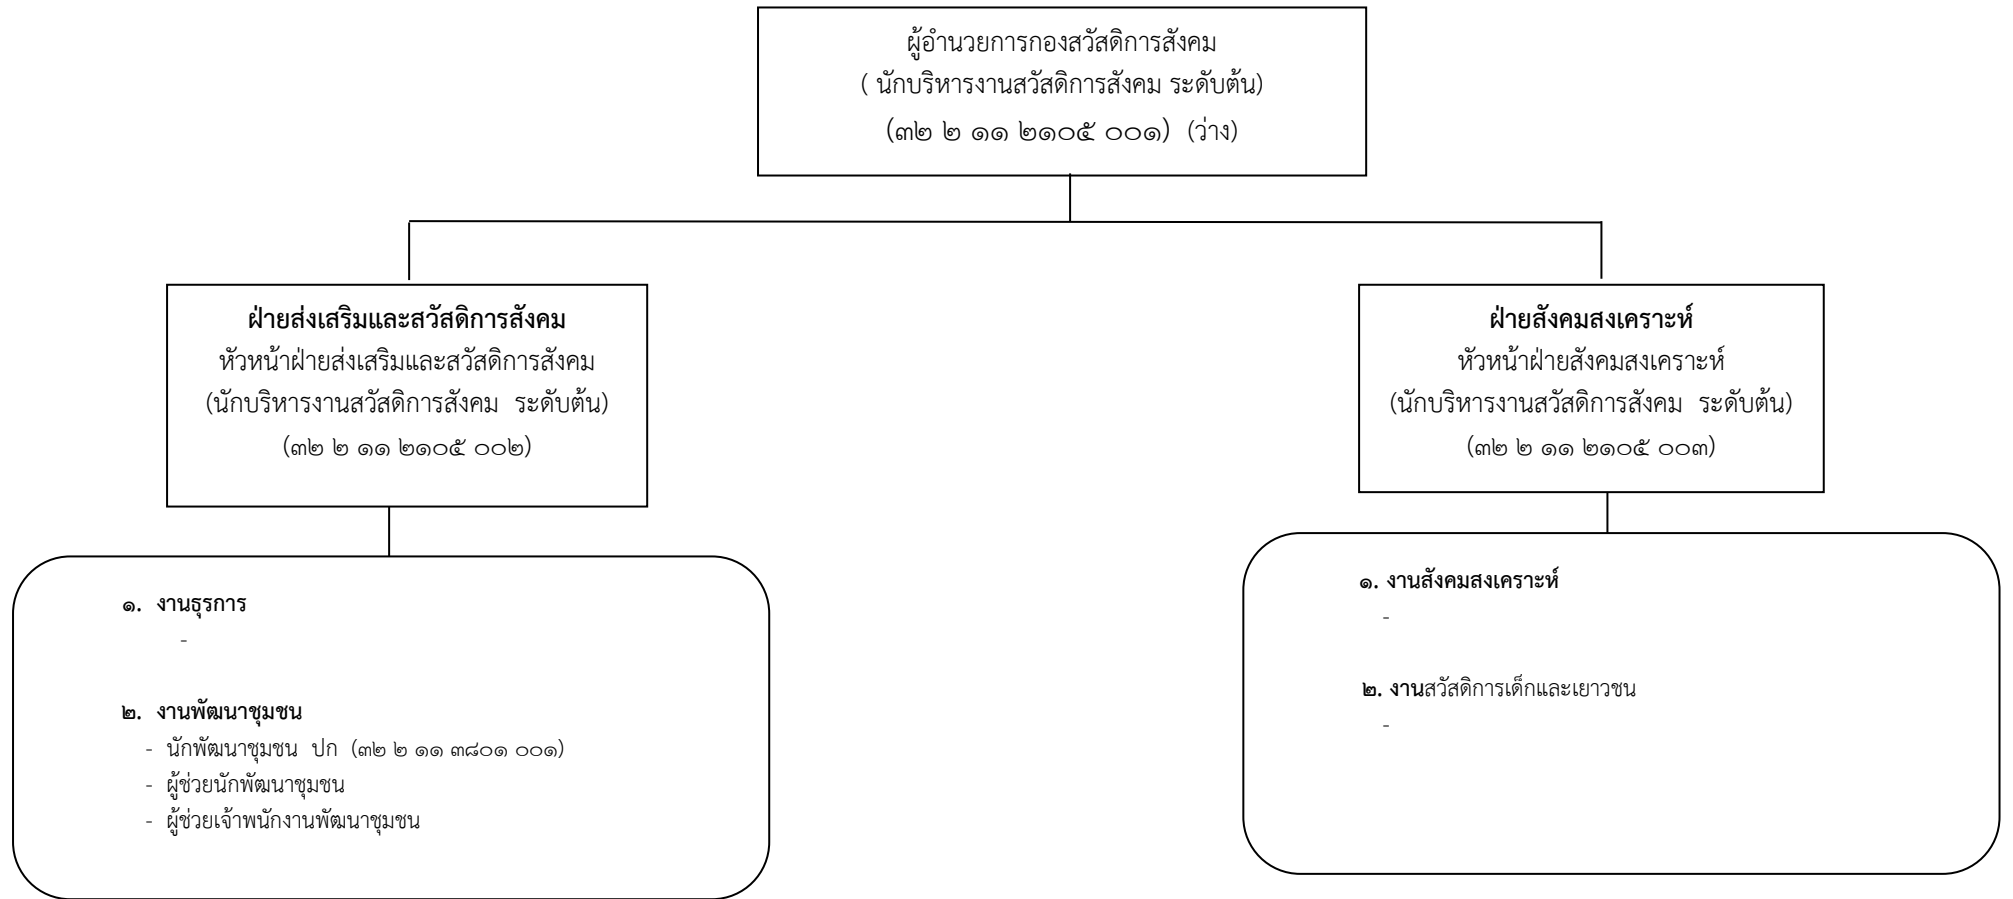 ผู้อำนวยการกองสวัสดิการสังคม
( นักบริหารงานสวัสดิการสังคม ระดับต้น)
(๓๒ ๒ ๑๑ ๒๑๐๕ ๐๐๑) (ว่าง)
ฝ่ายส่งเสริมและสวัสดิการสังคม
หัวหน้าฝ่ายส่งเสริมและสวัสดิการสังคม
(นักบริหารงานสวัสดิการสังคม ระดับต้น)
(๓๒ ๒ ๑๑ ๒๑๐๕ ๐๐๒)
๑. งานธุรการ
-
๒. งานพัฒนาชุมชน
- นักพัฒนาชุมชน ปก (๓๒ ๒ ๑๑ ๓๘๐๑ ๐๐๑)
- ผู้ช่วยนักพัฒนาชุมชน
- ผู้ช่วยเจ้าพนักงานพัฒนาชุมชน
ฝ่ายสังคมสงเคราะห์
หัวหน้าฝ่ายสังคมสงเคราะห์
(นักบริหารงานสวัสดิการสังคม ระดับต้น)
(๓๒ ๒ ๑๑ ๒๑๐๕ ๐๐๓)
๑. งานสังคมสงเคราะห์
-
๒. งานสวัสดิการเด็กและเยาวชน
-